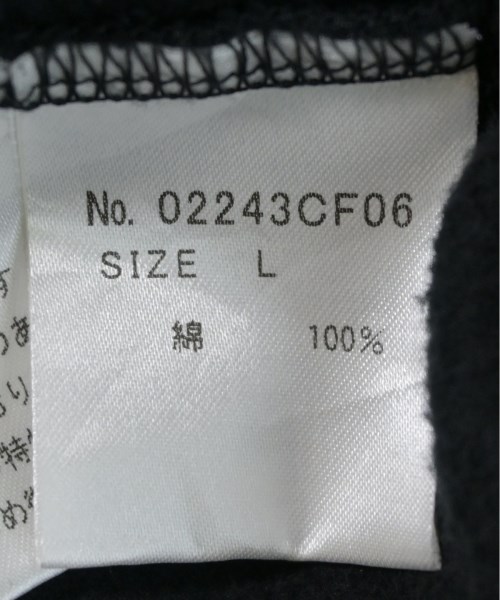 No. 02243CF06
SIZE L
綿 100%